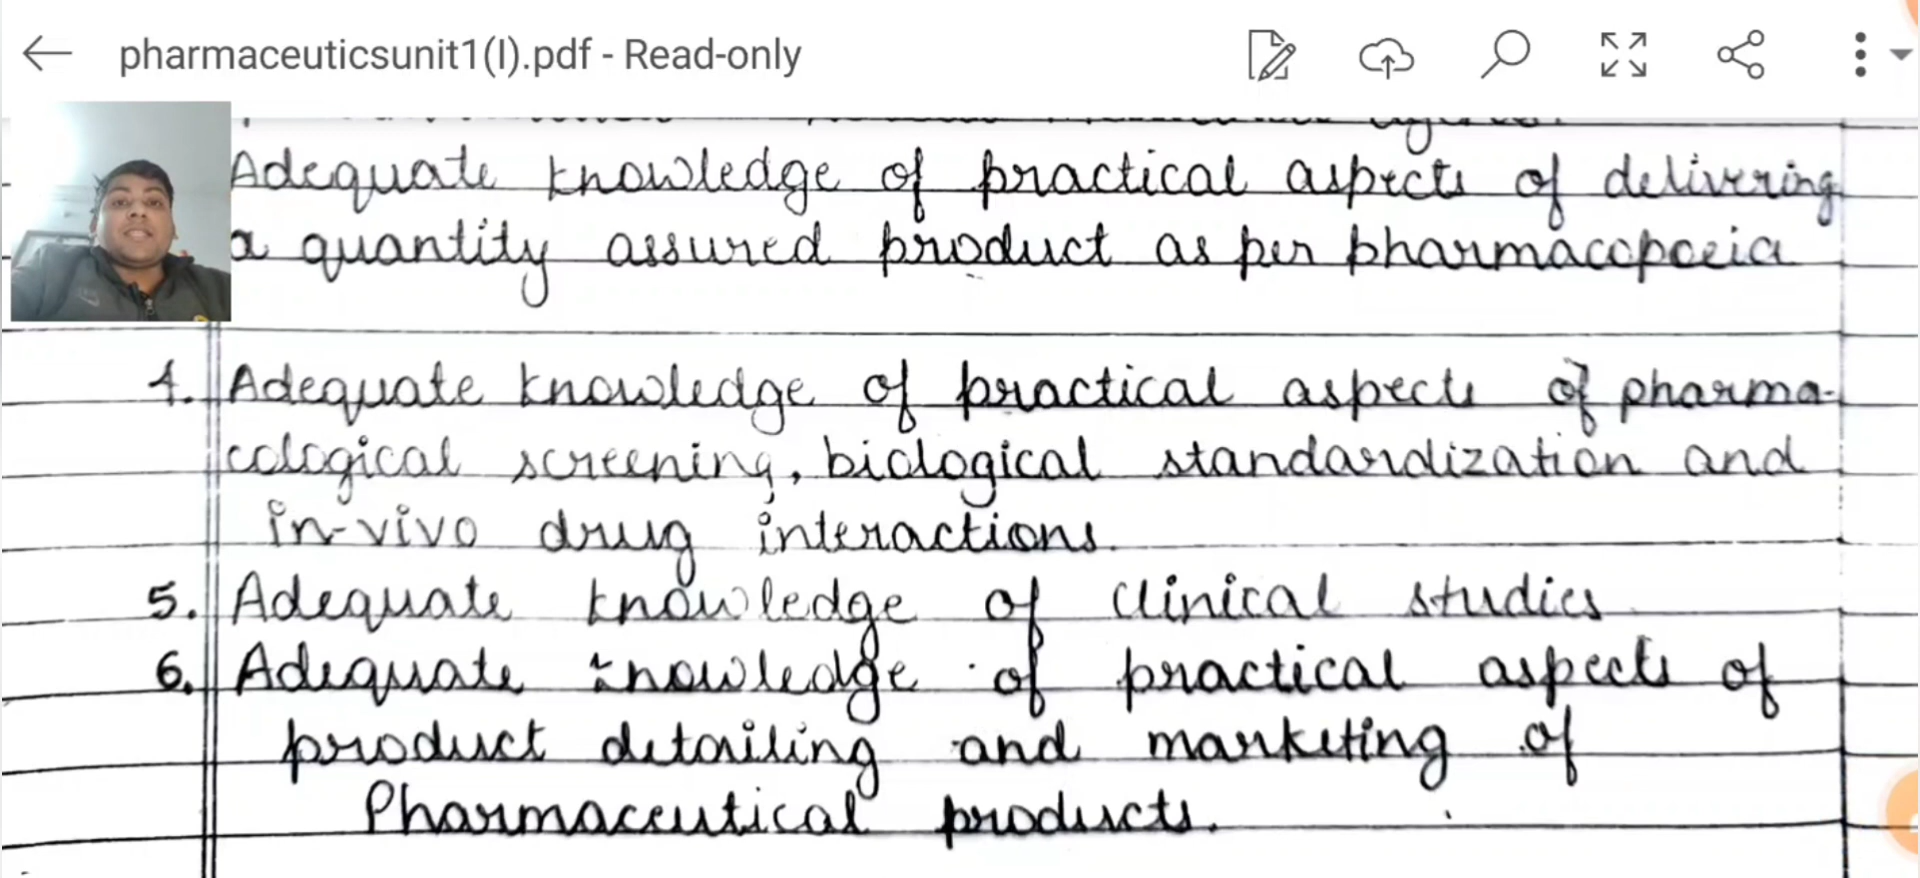 pharmaceuticsunit1(I).pdf - Read-only
Adequate knowledge of practical aspects of delivering
a quantity assured product as per pharmacopoeia
4. Adequate knowledge of practical aspects of pharma-
cological screening, biological standardization and
in-vivo drug interactions.
5. Adequate knowledge of clinical studies
6. Adequate knowledge of practical aspects of
product detailing and marketing of
Pharmaceutical products.